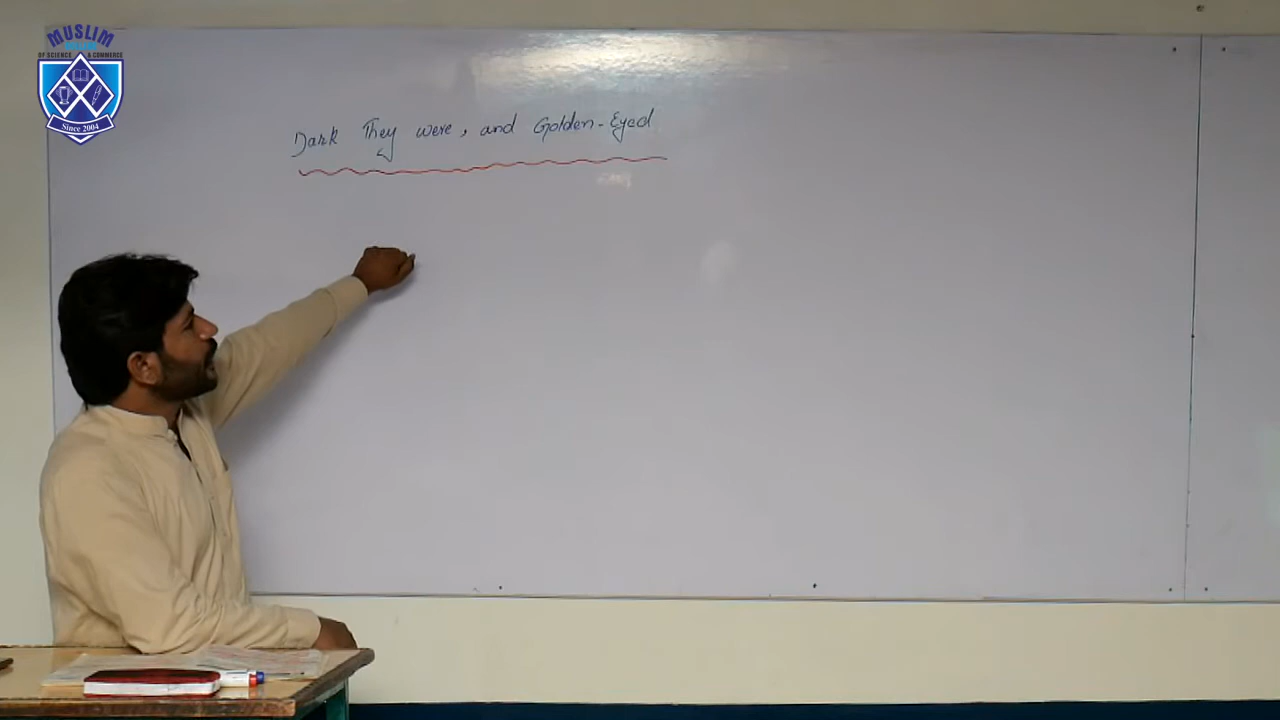 MUSLIM
OF SCIENCE & COMMERCE
Since 2004
Dark They were, and Golden-Eyed